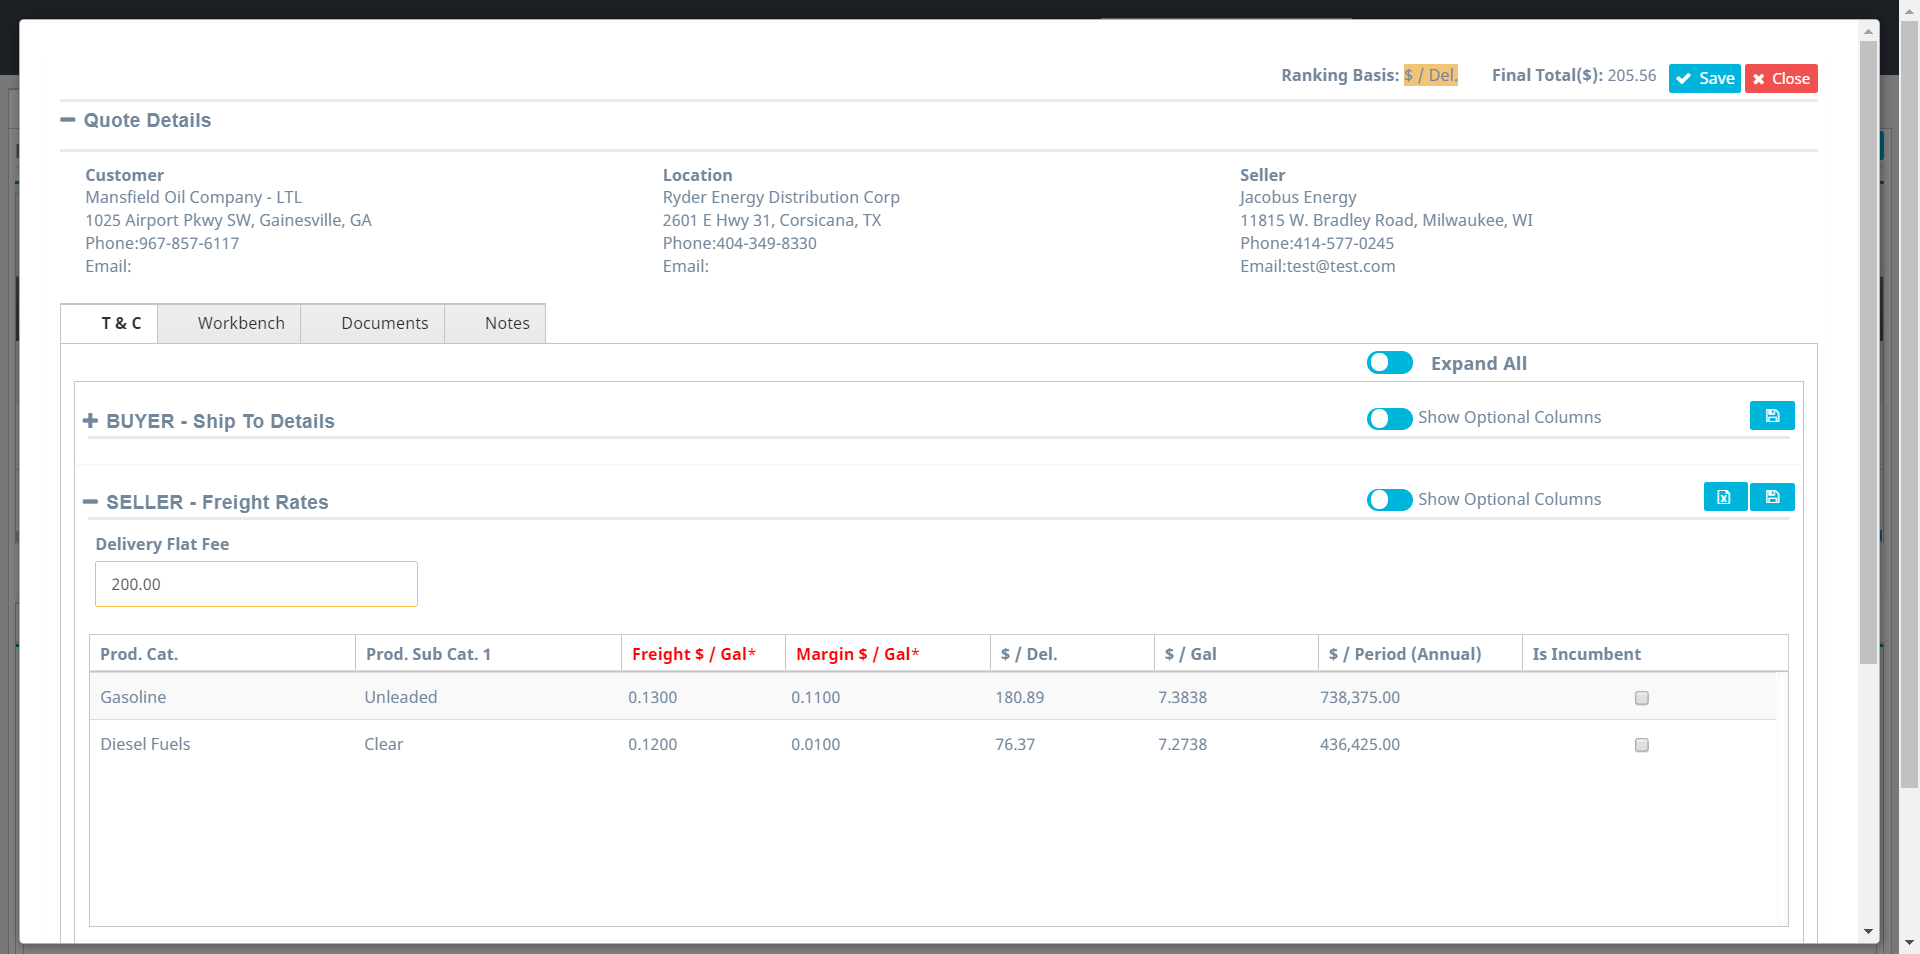 Ranking Basis: $ / Del. Final Total($): 205.56 Save Close
Quote Details
Customer
Mansfield Oil Company - LTL
1025 Airport Pkwy SW, Gainesville, GA
Phone:967-857-6117
Email:
Location
Ryder Energy Distribution Corp
2601 E Hwy 31, Corsicana, TX
Phone:404-349-8330
Email:
Seller
Jacobus Energy
11815 W. Bradley Road, Milwaukee, WI
Phone:414-577-0245
Email:test@test.com
T & C Workbench Documents Notes
Expand All
BUYER - Ship To Details Show Optional Columns
SELLER - Freight Rates Show Optional Columns
Delivery Flat Fee
200.00
Prod. Cat. Prod. Sub Cat. 1 Freight $ / Gal* Margin $ / Gal* $ / Del. $ / Gal $ / Period (Annual) Is Incumbent
Gasoline Unleaded 0.1300 0.1100 180.89 7.3838 738,375.00
Diesel Fuels Clear 0.1200 0.0100 76.37 7.2738 436,425.00